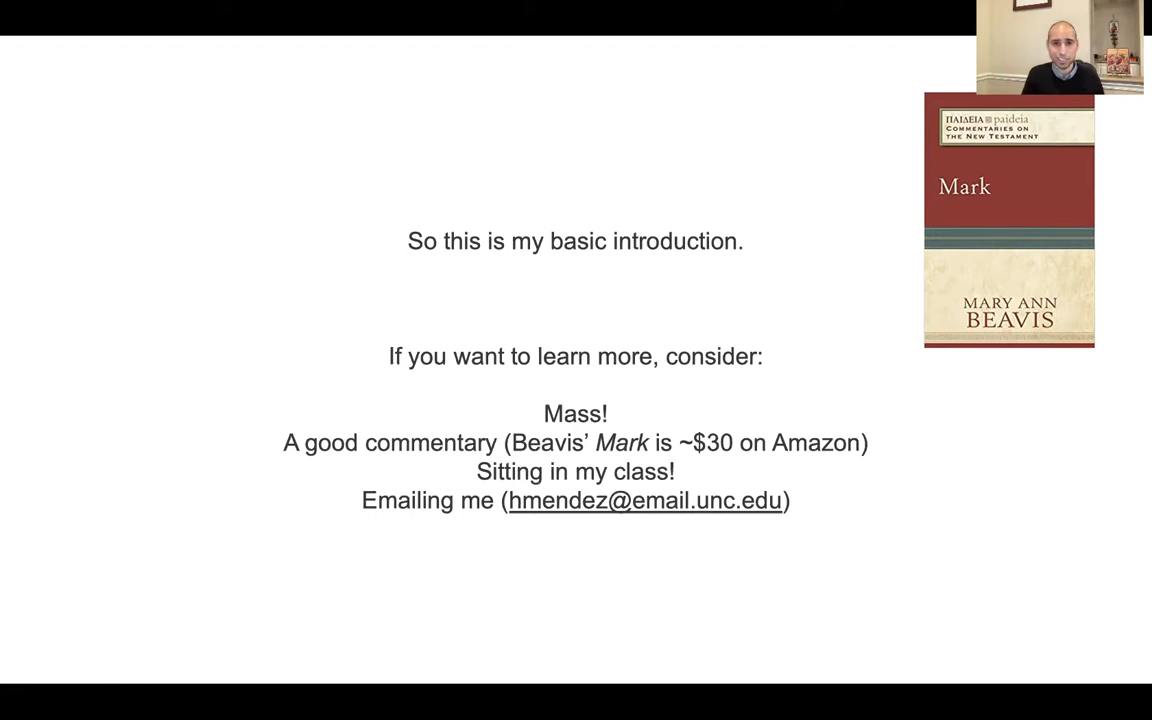 So this is my basic introduction.
If you want to learn more, consider:
Mass!
A good commentary (Beavis’ Mark is ~$30 on Amazon)
Sitting in my class!
Emailing me (hmendez@email.unc.edu)
ΠΑΙΔΕΙΑ paideia
COMMENTARIES ON
THE NEW TESTAMENT
Mark
MARY ANN
BEAVIS